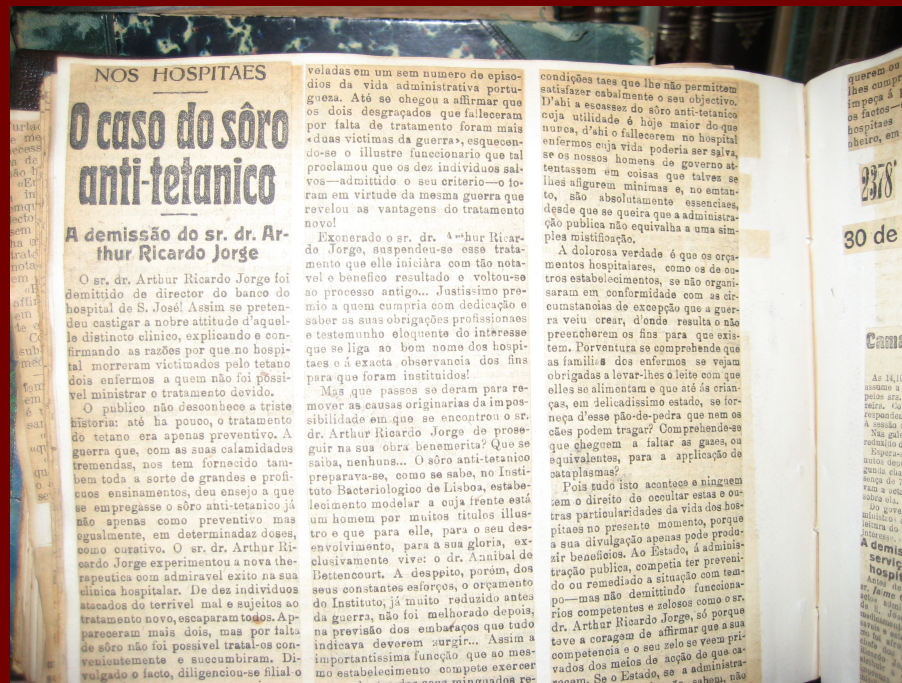 NOS HOSPITAES
O caso do sôro
anti-tetanico
A demissão do sr. dr. Ar-
thur Ricardo Jorge
O sr. dr. Arthur Ricardo Jorge foi
demittido de director do banco do
hospital de S. José! Assim se preten-
deu castigar a nobre attitude d'aquel-
le distincto clinico, explicando e con-
firmando as razões por que no hospi-
tal morreram victimados pelo tetano
dois enfermos a quem não foi possi-
vel ministrar o tratamento devido.
O publico não desconhece a triste
historia: até ha pouco, o tratamento
do tetano era apenas preventivo. A
guerra que, com as suas calamidades
tremendas, nos tem fornecido tam-
bem toda a sorte de grandes e profi-
cuos ensinamentos, deu ensejo a que
se empregasse o sôro anti-tetanico já
não apenas como preventivo mas
egualmente, em determinadas doses,
como curativo. O sr. dr. Arthur Ri-
cardo Jorge experimentou a nova the-
rapeutica com admiravel exito na sua
clinica hospitalar. De dez individuos
atacados do terrivel mal e sujeitos ao
tratamento novo, escaparam todos. Ap-
pareceram mais dois, mas por falta
de sôro não foi possivel tratal-os con-
venientemente e succumbiram. Di-
vulgado o facto, diligenciou-se filial-o
veladas em um sem numero de episo-
dios da vida administrativa portu-
gueza. Até se chegou a affirmar que
os dois desgraçados que falleceram
por falta de tratamento foram mais
«duas victimas da guerra», esquecen-
do-se o illustre funccionario que tal
proclamou que os dez individuos sal-
vos—admittido o seu criterio—o fo-
ram em virtude da mesma guerra que
revelou as vantagens do tratamento
novo!
Exonerado o sr. dr. Arthur Ricar-
do Jorge, suspendeu-se esse trata-
mento que elle iniciára com tão nota-
vel e benefico resultado e voltou-se
ao processo antigo... Justissimo pre-
mio a quem cumpria com dedicação e
saber as suas obrigações profissionaes
e testemunho eloquente do interesse
que se liga ao bom nome dos hospi-
taes e á exacta observancia dos fins
para que foram instituidos!
Mas que passos se deram para re-
mover as causas originarias da impos-
sibilidade em que se encontrou o sr.
dr. Arthur Ricardo Jorge de prose-
guir na sua obra benemerita? Que se
saiba, nenhuns... O sôro anti-tetanico
preparava-se, como se sabe, no Insti-
tuto Bacteriologico de Lisboa, estabe-
lecimento modelar a cuja frente está
um homem por muitos titulos illus-
tro e que para elle, para o seu des-
envolvimento, para a sua gloria, ex-
clusivamente vive: o dr. Annibal de
Bettencourt. A despeito, porém, dos
seus constantes esforços, o orçamento
do Instituto, já muito reduzido antes
da guerra, não foi melhorado depois,
na previsão dos embaraços que tudo
indicava deverem surgir... Assim a
importantissima funcção que ao mes-
mo estabelecimento compete exercer
condições taes que lhe não permittem
satisfazer cabalmente o seu objectivo.
D'ahi a escassez do sôro anti-tetanico
cuja utilidade é hoje maior do que
nunca, d'ahi o fallecerem no hospital
enfermos cuja vida poderia ser salva,
se os nossos homens de governo at-
tentassem em coisas que talvez se
lhes afigurem minimas e, no entan-
to, são absolutamente essenciaes,
desde que se queira que a administra-
ção publica não equivalha a uma sim-
ples mistificação.
A dolorosa verdade é que os orça-
mentos hospitalares, como os de ou-
tros estabelecimentos, se não organi-
saram em conformidade com as cir-
cumstancias de excepção que a guer-
ra veiu crear, d'onde resulta o não
preencherem os fins para que exis-
tem. Porventura se comprehende que
as familias dos enfermos se vejam
obrigadas a levar-lhes o leite com que
elles se alimentam e que até ás crian-
ças, em delicadissimo estado, se for-
neça d'esse pão-de-pedra que nem os
cães podem tragar? Comprehende-se
que cheguem a faltar as gazes, ou
equivalentes, para a applicação de
cataplasmas?
Pois tudo isto acontece e ninguem
tem o direito de occultar estas e ou-
tras particularidades da vida dos hos-
pitaes no presente momento, porque
a sua divulgação apenas pode produ-
zir beneficios. Ao Estado, á adminis-
tração publica, competia ter preveni-
do ou remediado a situação com tem-
po—mas não demittindo funcciona-
rios competentes e zelosos como o sr.
dr. Arthur Ricardo Jorge, só porque
teve a coragem de affirmar que a sua
competencia e o seu zelo se veem pri-
vados dos meios de acção de que ca-
recem. Se o Estado, se a administra-
querem ou
lhes cumpr
impeça á
os factos
hospitaes
nheiro, em
2378
30 de